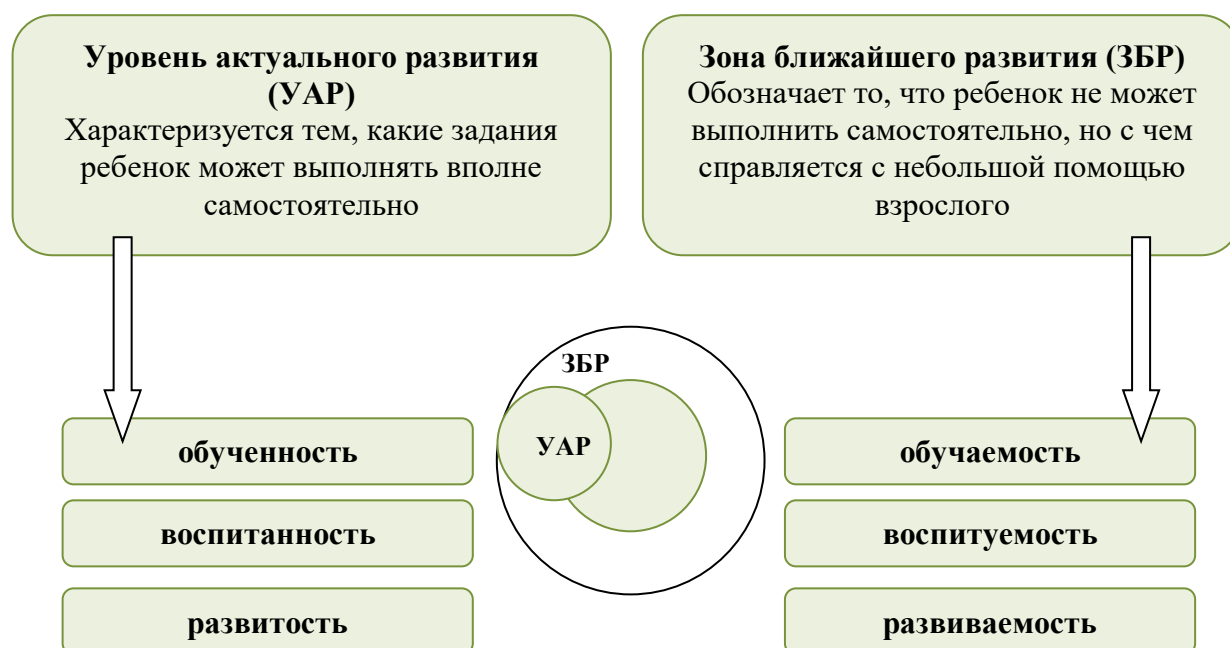 Уровень актуального развития
(УАР)
Характеризуется тем, какие задания
ребенок может выполнять вполне
самостоятельно
Зона ближайшего развития (ЗБР)
Обозначает то, что ребенок не может
выполнить самостоятельно, но с чем
справляется с небольшой помощью
взрослого
ЗБР
УАР
обученность
воспитанность
развитость
обучаемость
воспитуемость
развиваемость